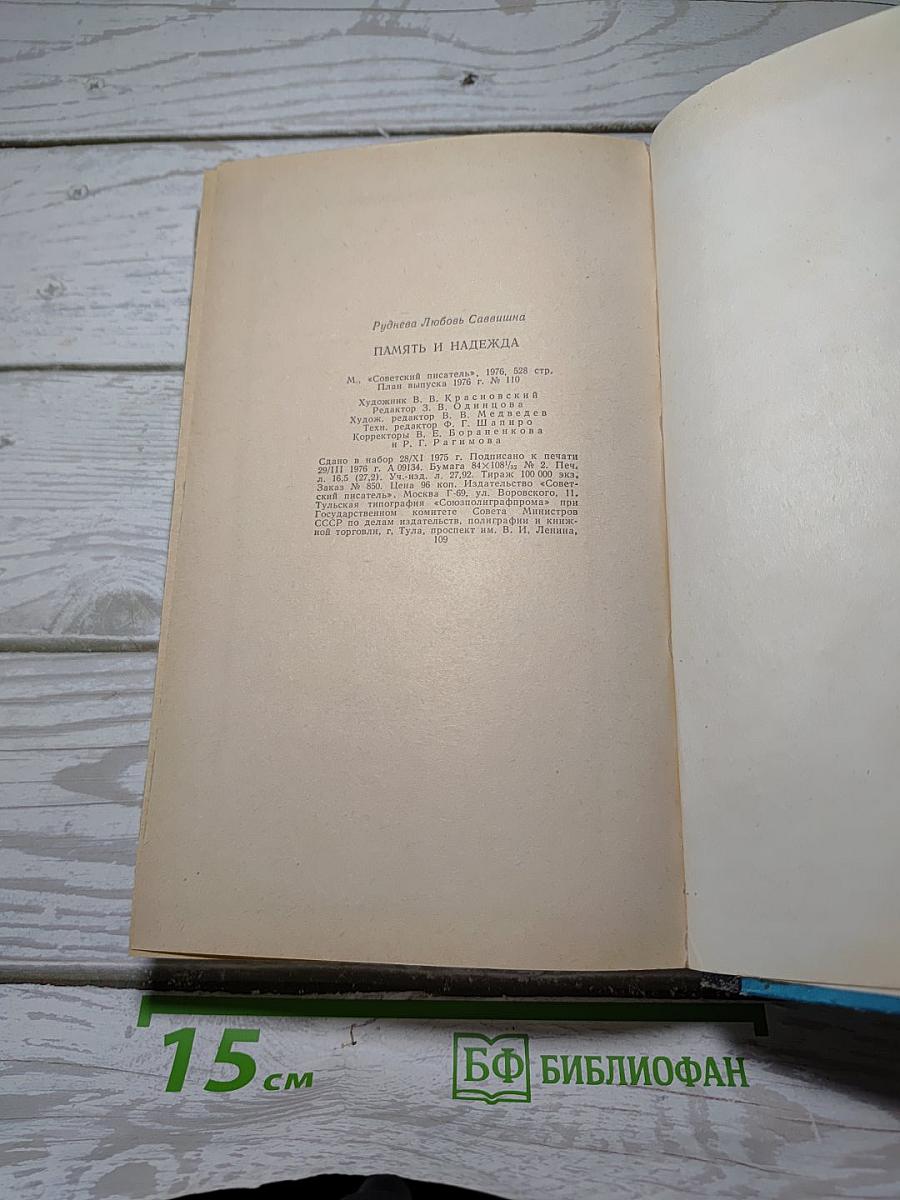 Руднева Любовь Саввишна
ПАМЯТЬ И НАДЕЖДА
М., «Советский писатель», 1976, 528 стр.
План выпуска 1976 г. № 110
Художник В. В. Красновский
Редактор З. В. Одинцова
Худож. редактор В. В. Медведев
Техн. редактор Ф. Г. Шапиро
Корректоры В. Е. Бораненкова
и Р. Г. Рагимова
Сдано в набор 28/XI 1975 г. Подписано к печати
29/III 1976 г. А 09134. Бумага 84×108¹/₃₂ № 2. Печ.
л. 16,5 (27,2). Уч.-изд. л. 27,92. Тираж 100 000 экз.
Заказ № 850. Цена 96 коп. Издательство «Совет-
ский писатель». Москва Г-69, ул. Воровского, 11.
Тульская типография «Союзполиграфпрома» при
Государственном комитете Совета Министров
СССР по делам издательств, полиграфии и книж-
ной торговли, г. Тула, проспект им. В. И. Ленина,
109
15 см
БФ БИБЛИОФАН